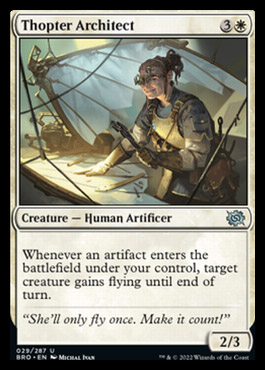 Thopter Architect 3
Creature — Human Artificer
Whenever an artifact enters the
battlefield under your control, target
creature gains flying until end of
turn.
“She’ll only fly once. Make it count!”
2/3
029/287 U
BRO • EN Michal Ivan
™ & © 2022 Wizards of the Coast